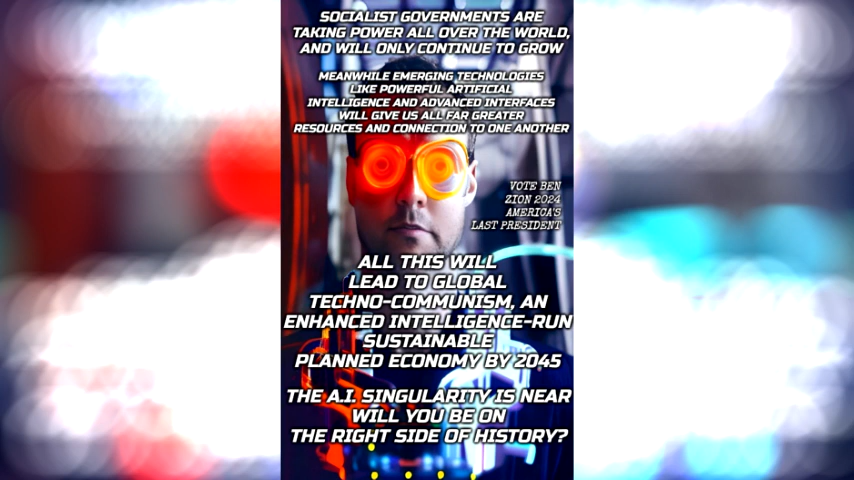 SOCIALIST GOVERNMENTS ARE
TAKING POWER ALL OVER THE WORLD,
AND WILL ONLY CONTINUE TO GROW
MEANWHILE EMERGING TECHNOLOGIES
LIKE POWERFUL ARTIFICIAL
INTELLIGENCE AND ADVANCED INTERFACES
WILL GIVE US ALL FAR GREATER
RESOURCES AND CONNECTION TO ONE ANOTHER
VOTE BEN
ZION 2024
AMERICA'S
LAST PRESIDENT
ALL THIS WILL
LEAD TO GLOBAL
TECHNO-COMMUNISM, AN
ENHANCED INTELLIGENCE-RUN
SUSTAINABLE
PLANNED ECONOMY BY 2045
THE A.I. SINGULARITY IS NEAR
WILL YOU BE ON
THE RIGHT SIDE OF HISTORY?